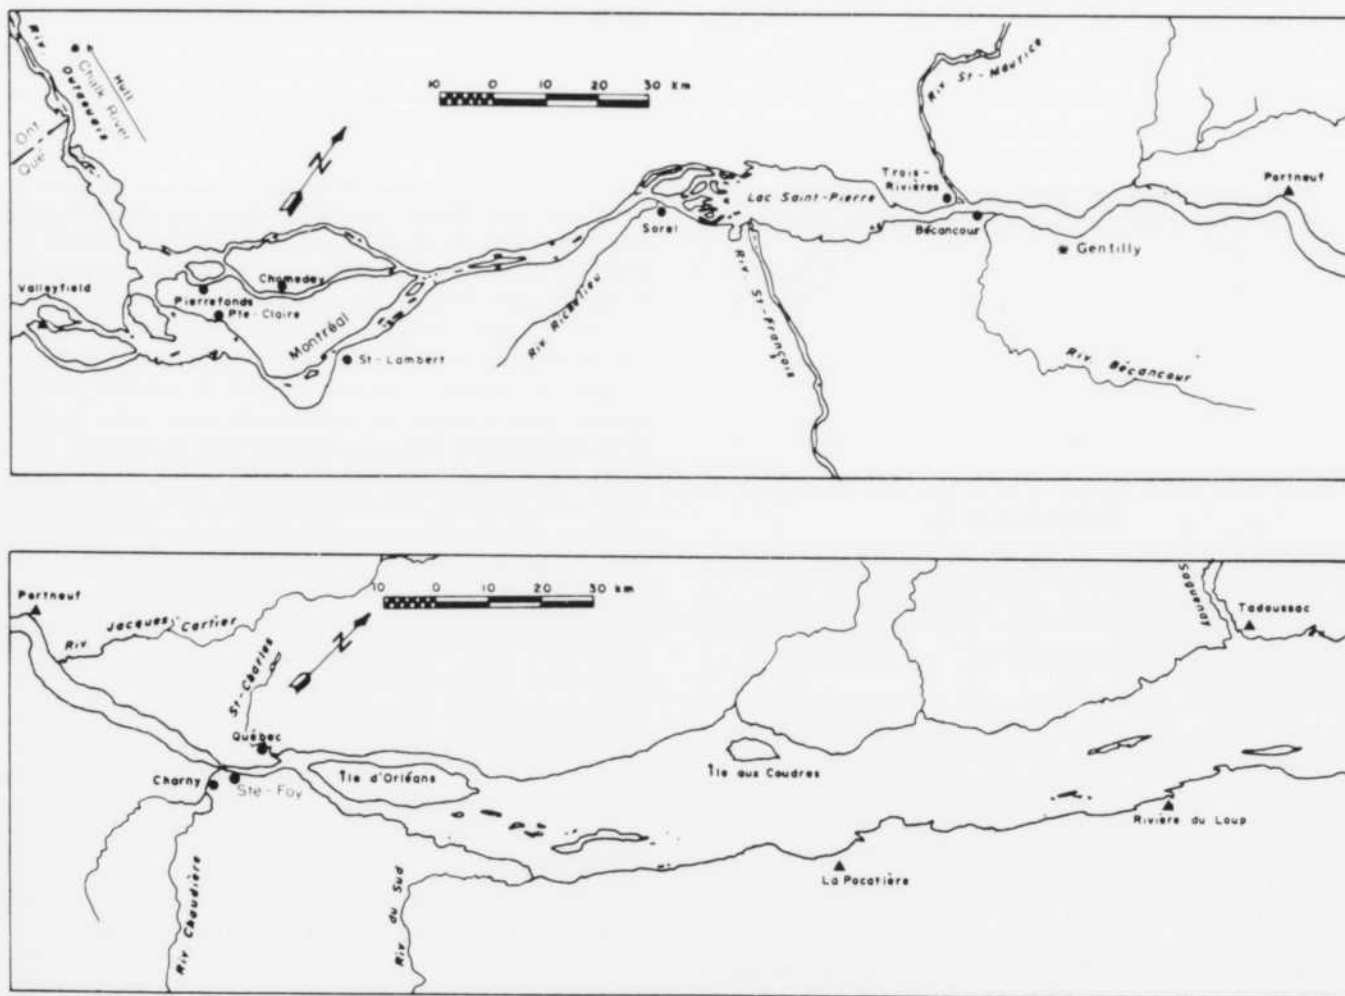 Riv. Outaouais
Hull
Chalk River
Ont
Qué
10 0 10 20 30 km
N
Riv St-Maurice
Trois-
Rivières
Portneuf
Lac Saint-Pierre
Sorel
Bécancour
Gentilly
Chomedey
Valleyfield
Pierrefonds
Pte-Claire
Montréal
St-Lambert
Riv Richelieu
Riv St-François
Riv Bécancour
Portneuf
Riv Jacques Cartier
10 0 10 20 30 km
N
St-Charles
Saguenay
Tadoussac
Québec
Charny
Ste-Foy
Île d'Orléans
Île aux Coudres
Rivière du Loup
La Pocatière
Riv Chaudière
Riv du Sud